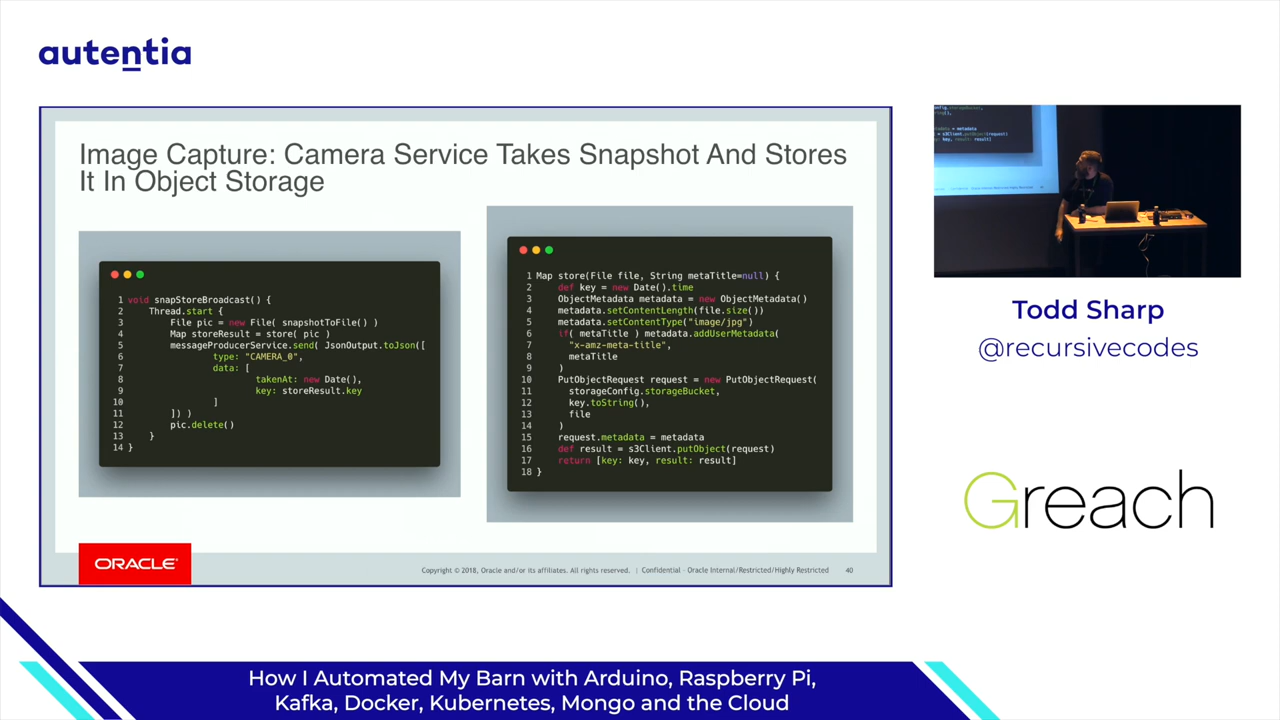 autentia
Image Capture: Camera Service Takes Snapshot And Stores
It In Object Storage
1 void snapStoreBroadcast() {
2 Thread.start {
3 File pic = new File( snapshotToFile() )
4 Map storeResult = store( pic )
5 messageProducerService.send( JsonOutput.toJson([
6 type: "CAMERA_0",
7 data: [
8 takenAt: new Date(),
9 key: storeResult.key
10 ]
11 ]) )
12 pic.delete()
13 }
14 }
1 Map store(File file, String metaTitle=null) {
2 def key = new Date().time
3 ObjectMetadata metadata = new ObjectMetadata()
4 metadata.setContentLength(file.size())
5 metadata.setContentType("image/jpg")
6 if( metaTitle ) metadata.addUserMetadata(
7 "x-amz-meta-title",
8 metaTitle
9 )
10 PutObjectRequest request = new PutObjectRequest(
11 storageConfig.storageBucket,
12 key.toString(),
13 file
14 )
15 request.metadata = metadata
16 def result = s3Client.putObject(request)
17 return [key: key, result: result]
18 }
ORACLE
Copyright © 2018, Oracle and/or its affiliates. All rights reserved. | Confidential - Oracle Internal/Restricted/Highly Restricted 40
Todd Sharp
@recursivecodes
Greach
How I Automated My Barn with Arduino, Raspberry Pi,
Kafka, Docker, Kubernetes, Mongo and the Cloud